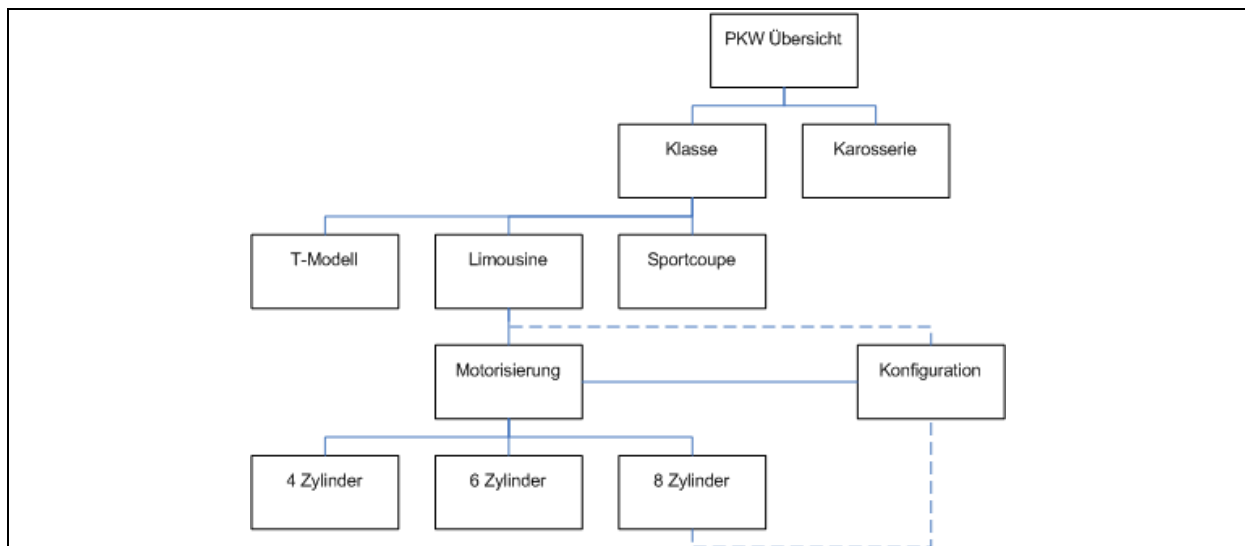 PKW Übersicht
Klasse
Karosserie
T-Modell
Limousine
Sportcoupe
Motorisierung
Konfiguration
4 Zylinder
6 Zylinder
8 Zylinder